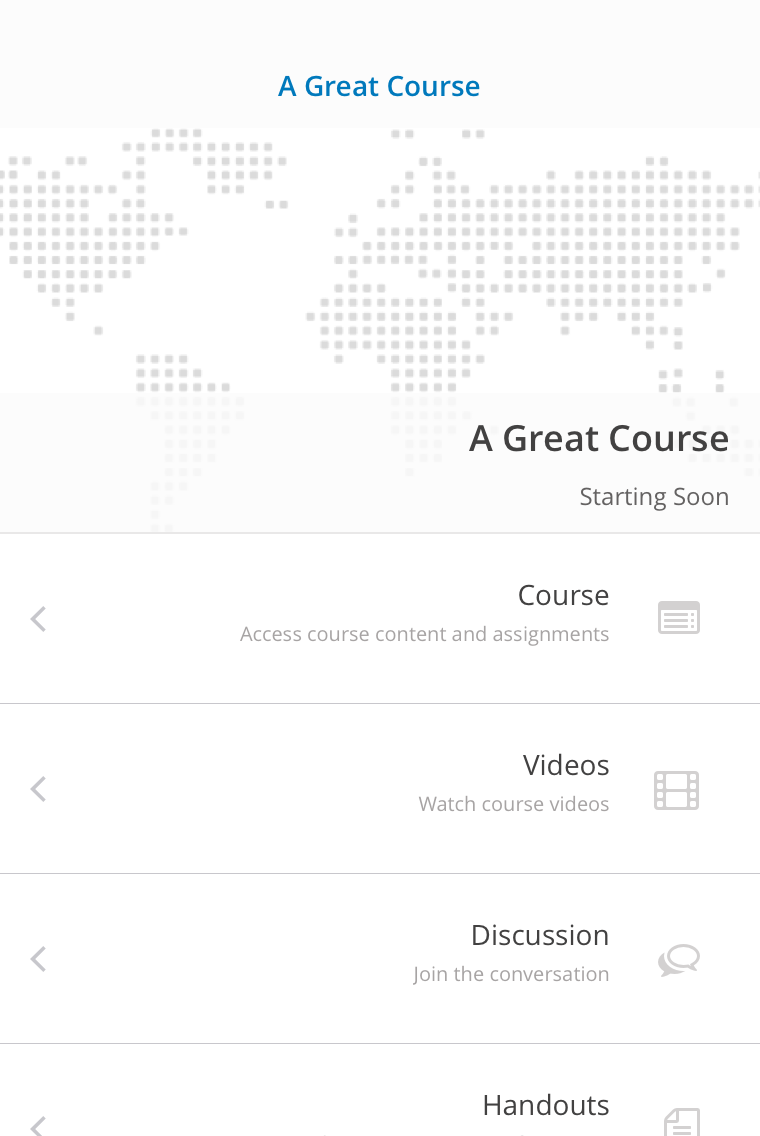 A Great Course
A Great Course
Starting Soon
Course
Access course content and assignments
Videos
Watch course videos
Discussion
Join the conversation
Handouts